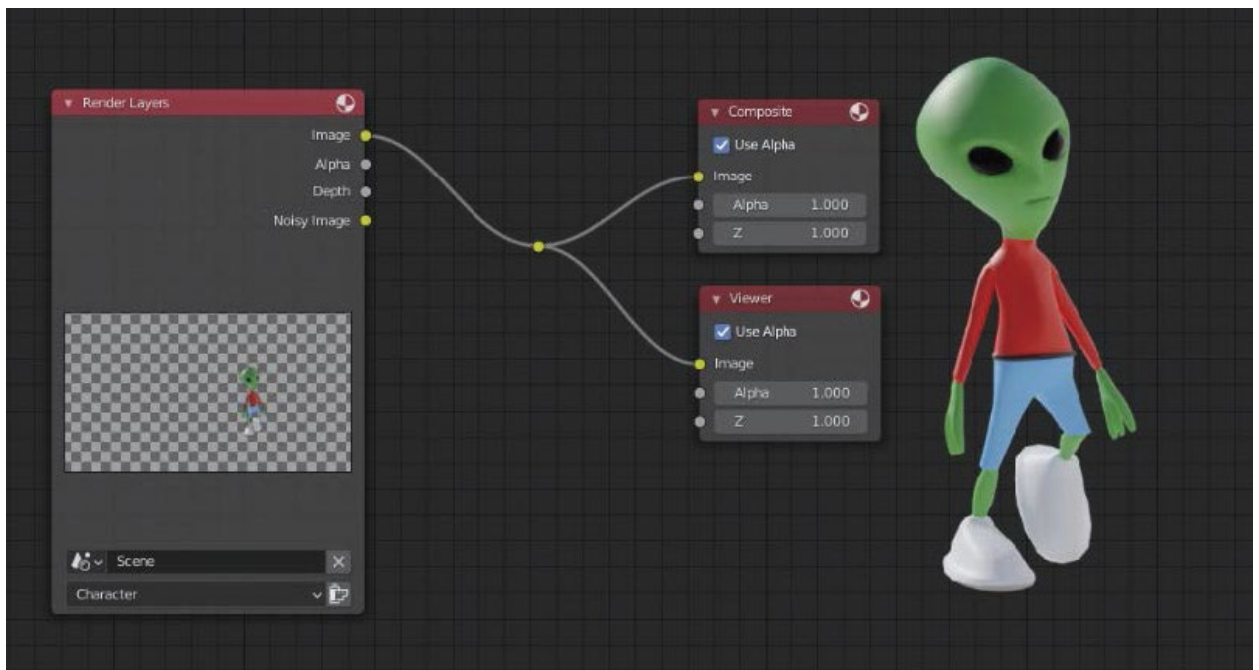 Render Layers
Image
Alpha
Depth
Noisy Image
Scene
Character
Composite
Use Alpha
Image
Alpha 1.000
Z 1.000
Viewer
Use Alpha
Image
Alpha 1.000
Z 1.000